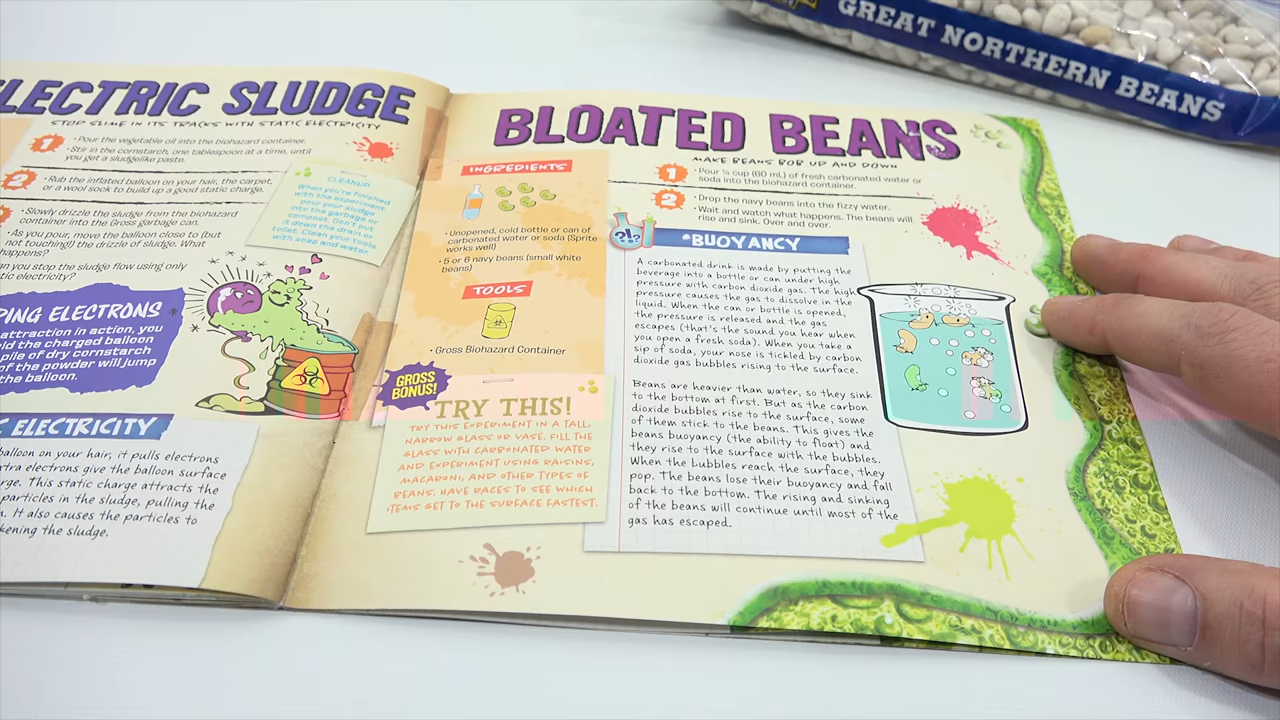 GREAT NORTHERN BEANS
LECTRIC SLUDGE
STOP SLIME IN ITS TRACKS WITH STATIC ELECTRICITY
1
• Pour the vegetable oil into the biohazard container.
• Stir in the cornstarch, one tablespoon at a time, until
you get a sludgelike paste.
2
• Rub the inflated balloon on your hair, the carpet,
or a wool sock to build up a good static charge.
• Slowly drizzle the sludge from the biohazard
container into the Gross garbage can.
• As you pour, move the balloon close to (but
not touching) the drizzle of sludge. What
happens?
an you stop the sludge flow using only
tic electricity?
CLEANUP
When you're finished
with the experiment,
pour your sludge
into the garbage or
compost. Don't put
it down the drain or
toilet. Clean your tools
with soap and water.
PING ELECTRONS
attraction in action, you
ld the charged balloon
pile of dry cornstarch
of the powder will jump
the balloon.
C ELECTRICITY
balloon on your hair, it pulls electrons
tra electrons give the balloon surface
rge. This static charge attracts the
particles in the sludge, pulling the
. It also causes the particles to
kening the sludge.
BLOATED BEANS
MAKE BEANS BOB UP AND DOWN
INGREDIENTS
• Unopened, cold bottle or can of
carbonated water or soda (Sprite
works well)
• 5 or 6 navy beans (small white
beans)
TOOLS
• Gross Biohazard Container
GROSS
BONUS!
TRY THIS!
TRY THIS EXPERIMENT IN A TALL,
NARROW GLASS OR VASE. FILL THE
GLASS WITH CARBONATED WATER
AND EXPERIMENT USING RAISINS,
MACARONI, AND OTHER TYPES OF
BEANS. HAVE RACES TO SEE WHICH
ITEMS GET TO THE SURFACE FASTEST.
1
• Pour ¼ cup (60 mL) of fresh carbonated water or
soda into the biohazard container.
2
• Drop the navy beans into the fizzy water.
• Wait and watch what happens. The beans will
rise and sink. Over and over.
?!
•BUOYANCY
A carbonated drink is made by putting the
beverage into a bottle or can under high
pressure with carbon dioxide gas. The high
pressure causes the gas to dissolve in the
liquid. When the can or bottle is opened,
the pressure is released and the gas
escapes (that's the sound you hear when
you open a fresh soda). When you take a
sip of soda, your nose is tickled by carbon
dioxide gas bubbles rising to the surface.
Beans are heavier than water, so they sink
to the bottom at first. But as the carbon
dioxide bubbles rise to the surface, some
of them stick to the beans. This gives the
beans buoyancy (the ability to float) and
they rise to the surface with the bubbles.
When the bubbles reach the surface, they
pop. The beans lose their buoyancy and fall
back to the bottom. The rising and sinking
of the beans will continue until most of the
gas has escaped.